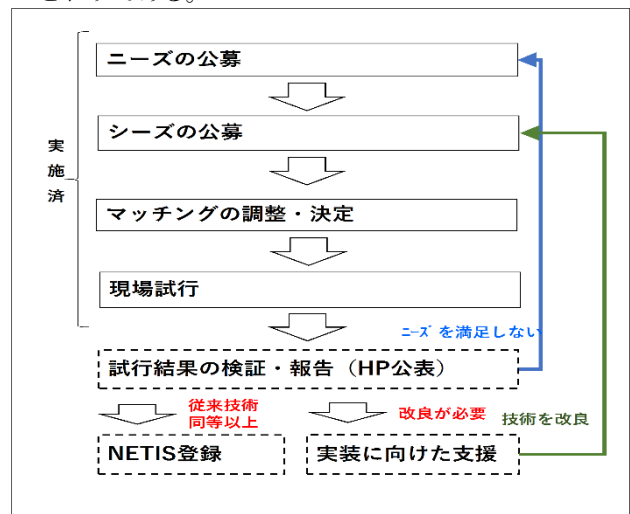 ニーズの公募
シーズの公募
実施済
マッチングの調整・決定
現場試行
ニーズを満足しない
試行結果の検証・報告（HP公表）
従来技術
同等以上
改良が必要
技術を改良
NETIS登録
実装に向けた支援